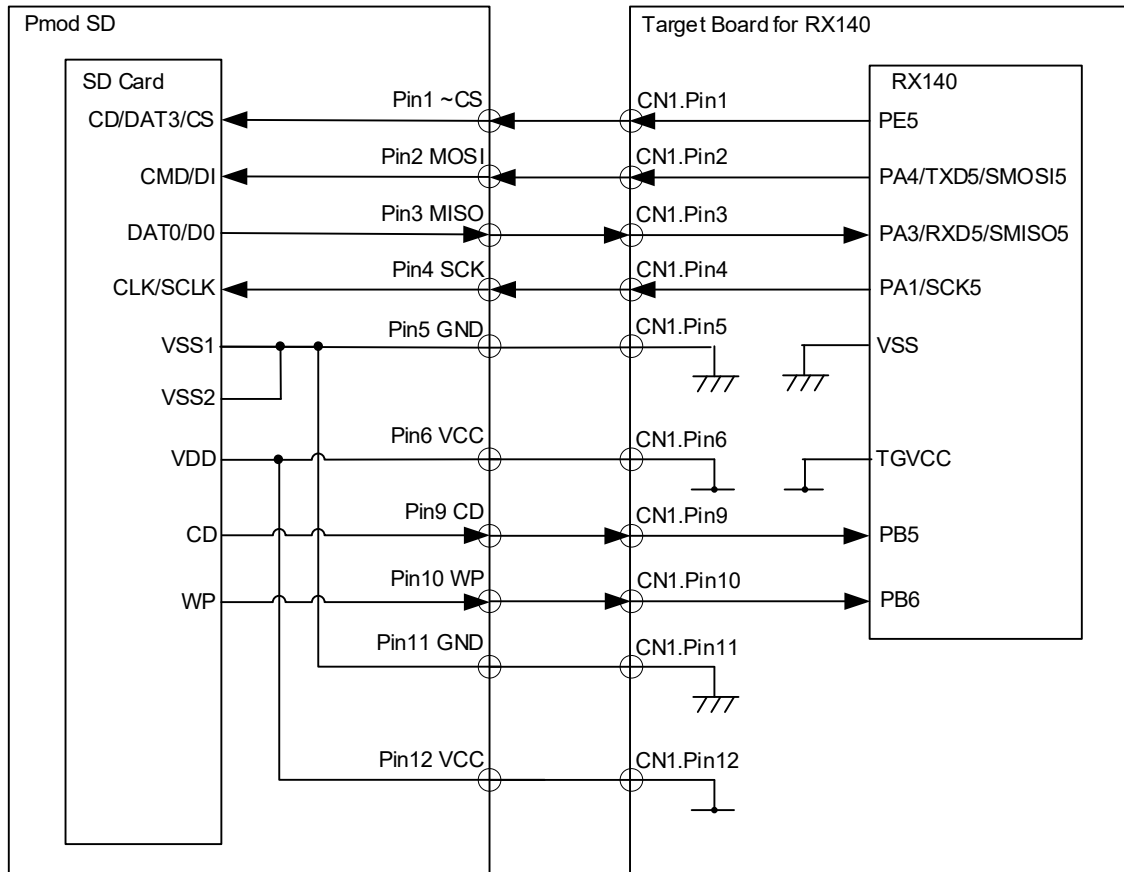 Pmod SD
Target Board for RX140
SD Card
RX140
CD/DAT3/CS
Pin1 ~CS
CN1.Pin1
PE5
CMD/DI
Pin2 MOSI
CN1.Pin2
PA4/TXD5/SMOSI5
DAT0/D0
Pin3 MISO
CN1.Pin3
PA3/RXD5/SMISO5
CLK/SCLK
Pin4 SCK
CN1.Pin4
PA1/SCK5
VSS1
Pin5 GND
CN1.Pin5
VSS
VSS2
VDD
Pin6 VCC
CN1.Pin6
TGVCC
CD
Pin9 CD
CN1.Pin9
PB5
WP
Pin10 WP
CN1.Pin10
PB6
Pin11 GND
CN1.Pin11
Pin12 VCC
CN1.Pin12